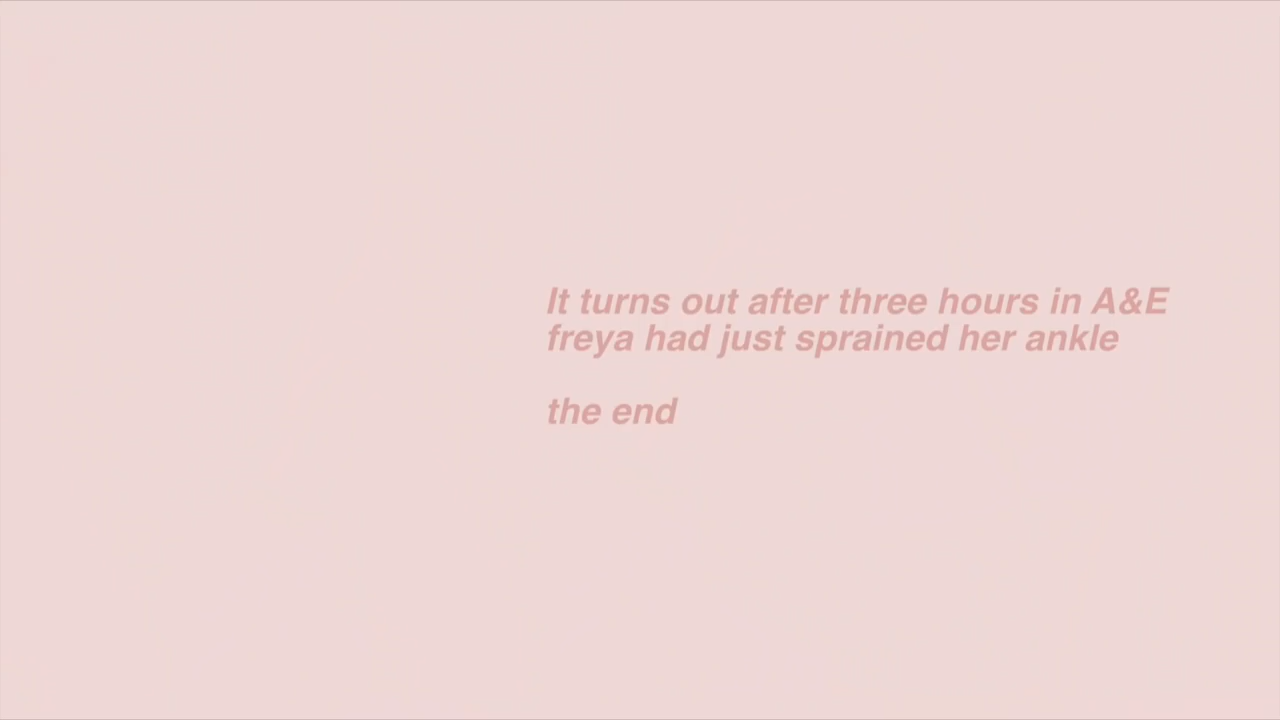 It turns out after three hours in A&E
freya had just sprained her ankle
the end